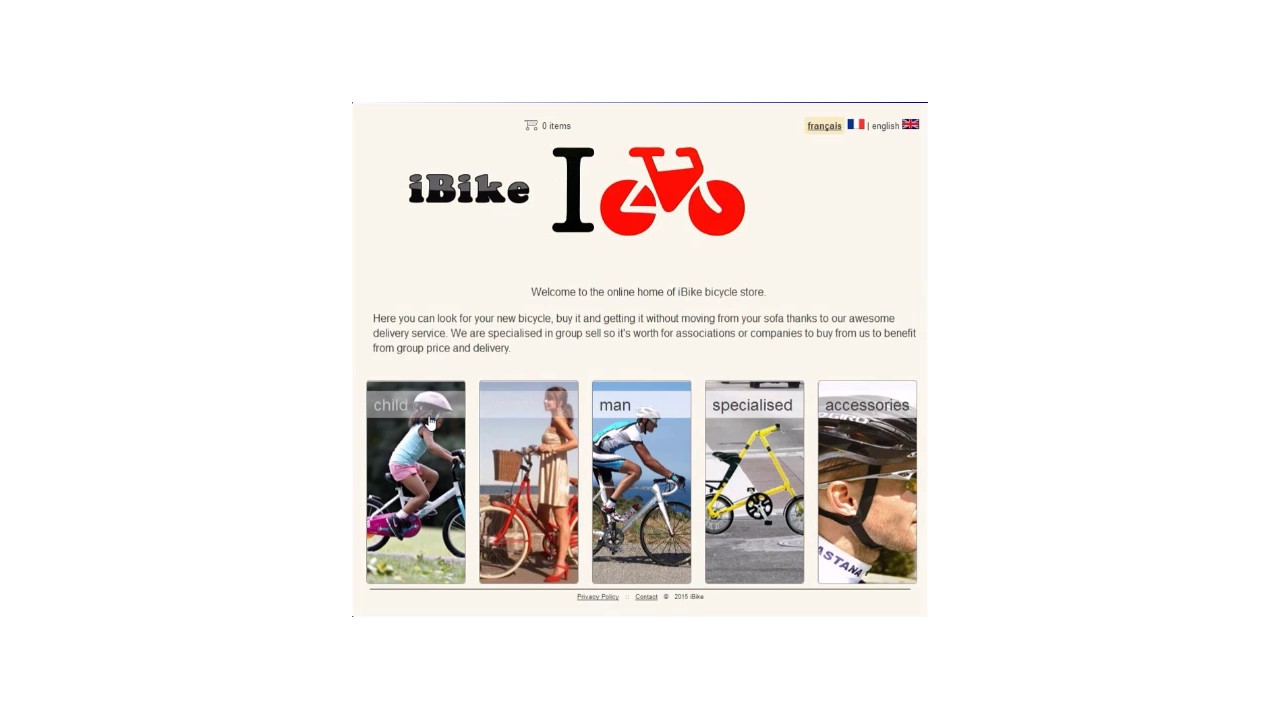 0 items
français | english
iBike I
Welcome to the online home of iBike bicycle store.
Here you can look for your new bicycle, buy it and getting it without moving from your sofa thanks to our awesome
delivery service. We are specialised in group sell so it's worth for associations or companies to buy from us to benefit
from group price and delivery.
child
man
specialised
accessories
GIRO
ASTANA
Privacy Policy :: Contact © 2015 iBike